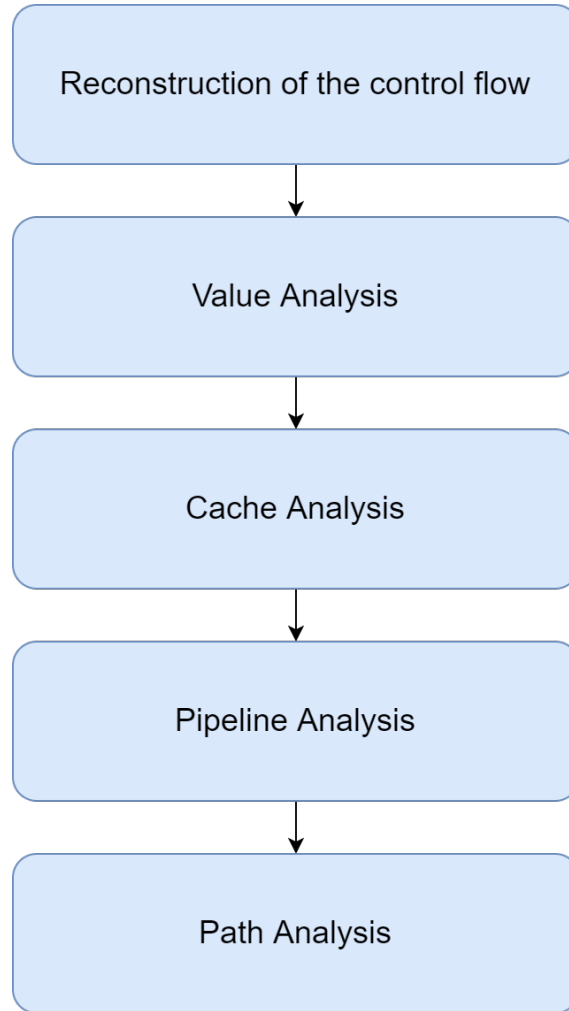 Reconstruction of the control flow
Value Analysis
Cache Analysis
Pipeline Analysis
Path Analysis